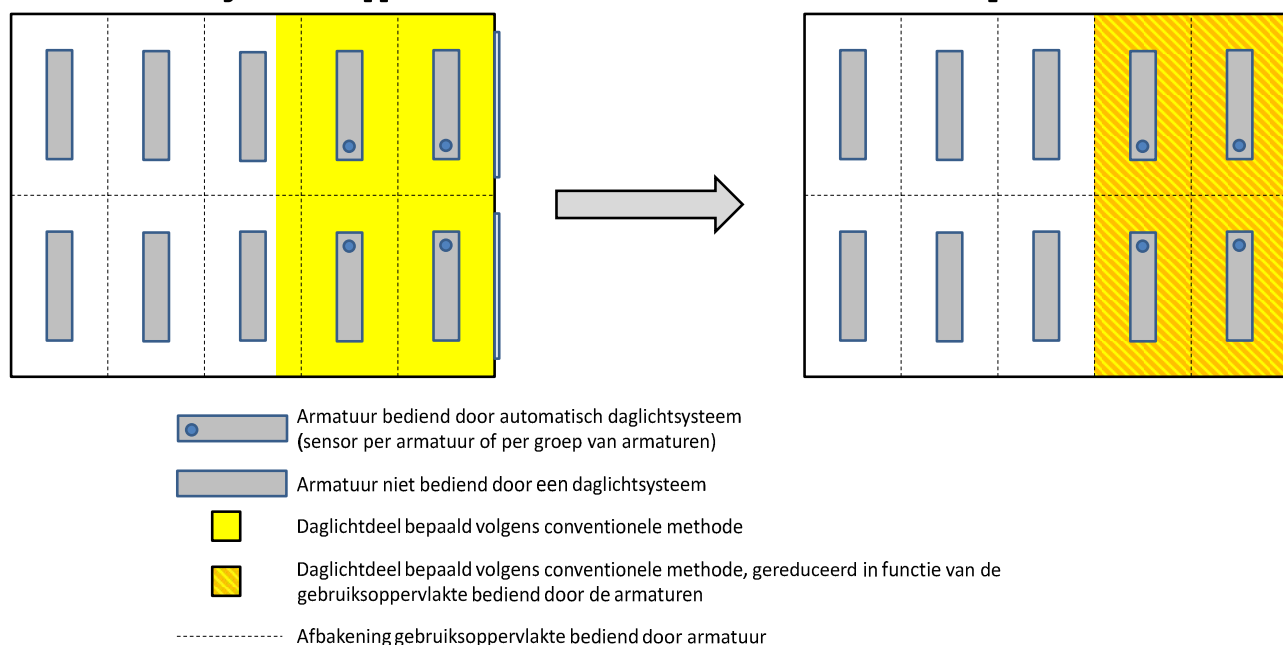 Armatuur bediend door automatisch daglichtsysteem
(sensor per armatuur of per groep van armaturen)
Armatuur niet bediend door een daglichtsysteem
Daglichtdeel bepaald volgens conventionele methode
Daglichtdeel bepaald volgens conventionele methode, gereduceerd in functie van de
gebruiksoppervlakte bediend door de armaturen
Afbakening gebruiksoppervlakte bediend door armatuur